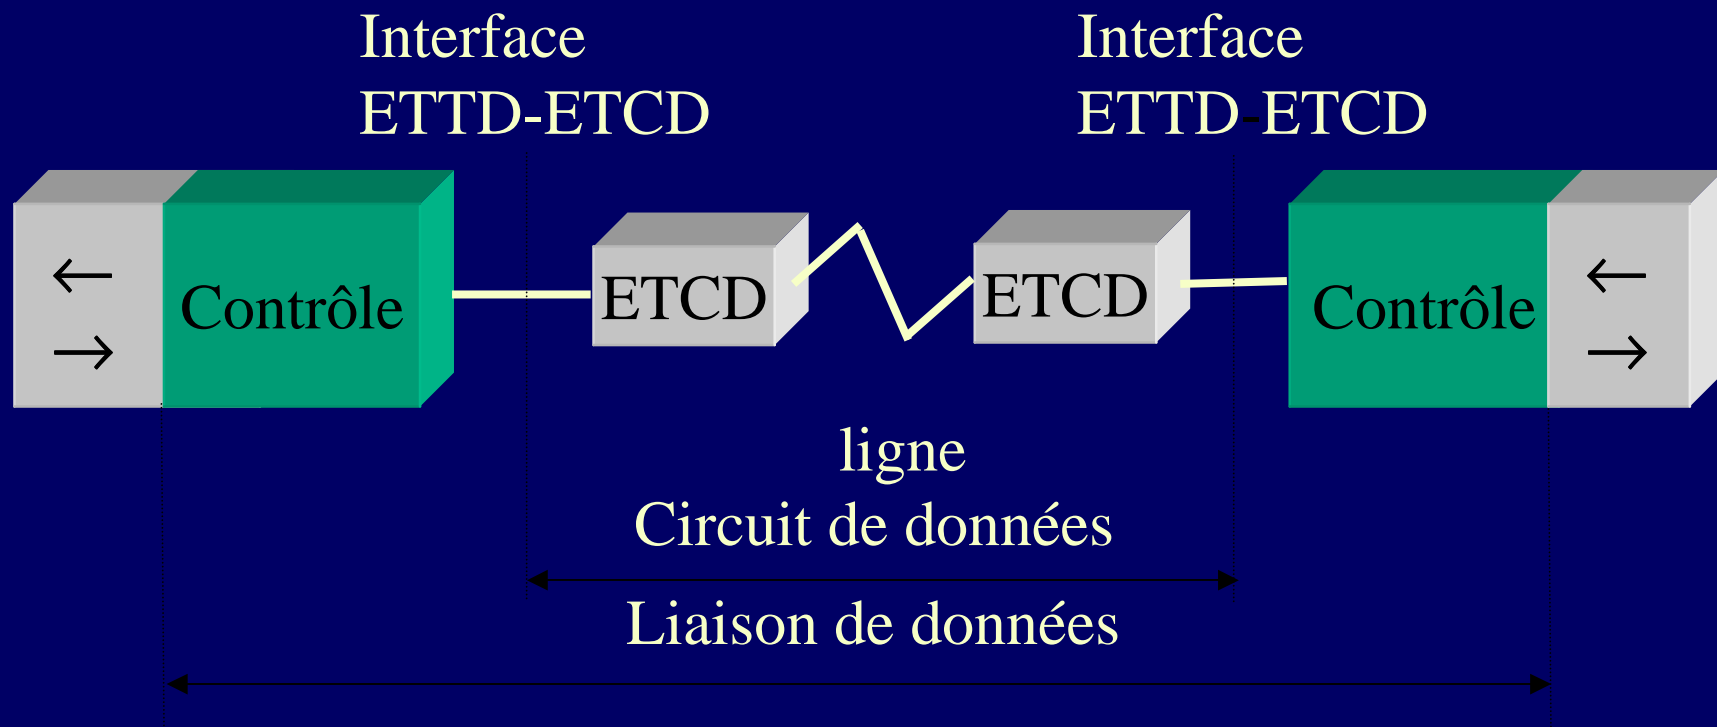 Interface
ETTD-ETCD
Interface
ETTD-ETCD
←
→
Contrôle
ETCD
ETCD
Contrôle
←
→
ligne
Circuit de données
Liaison de données